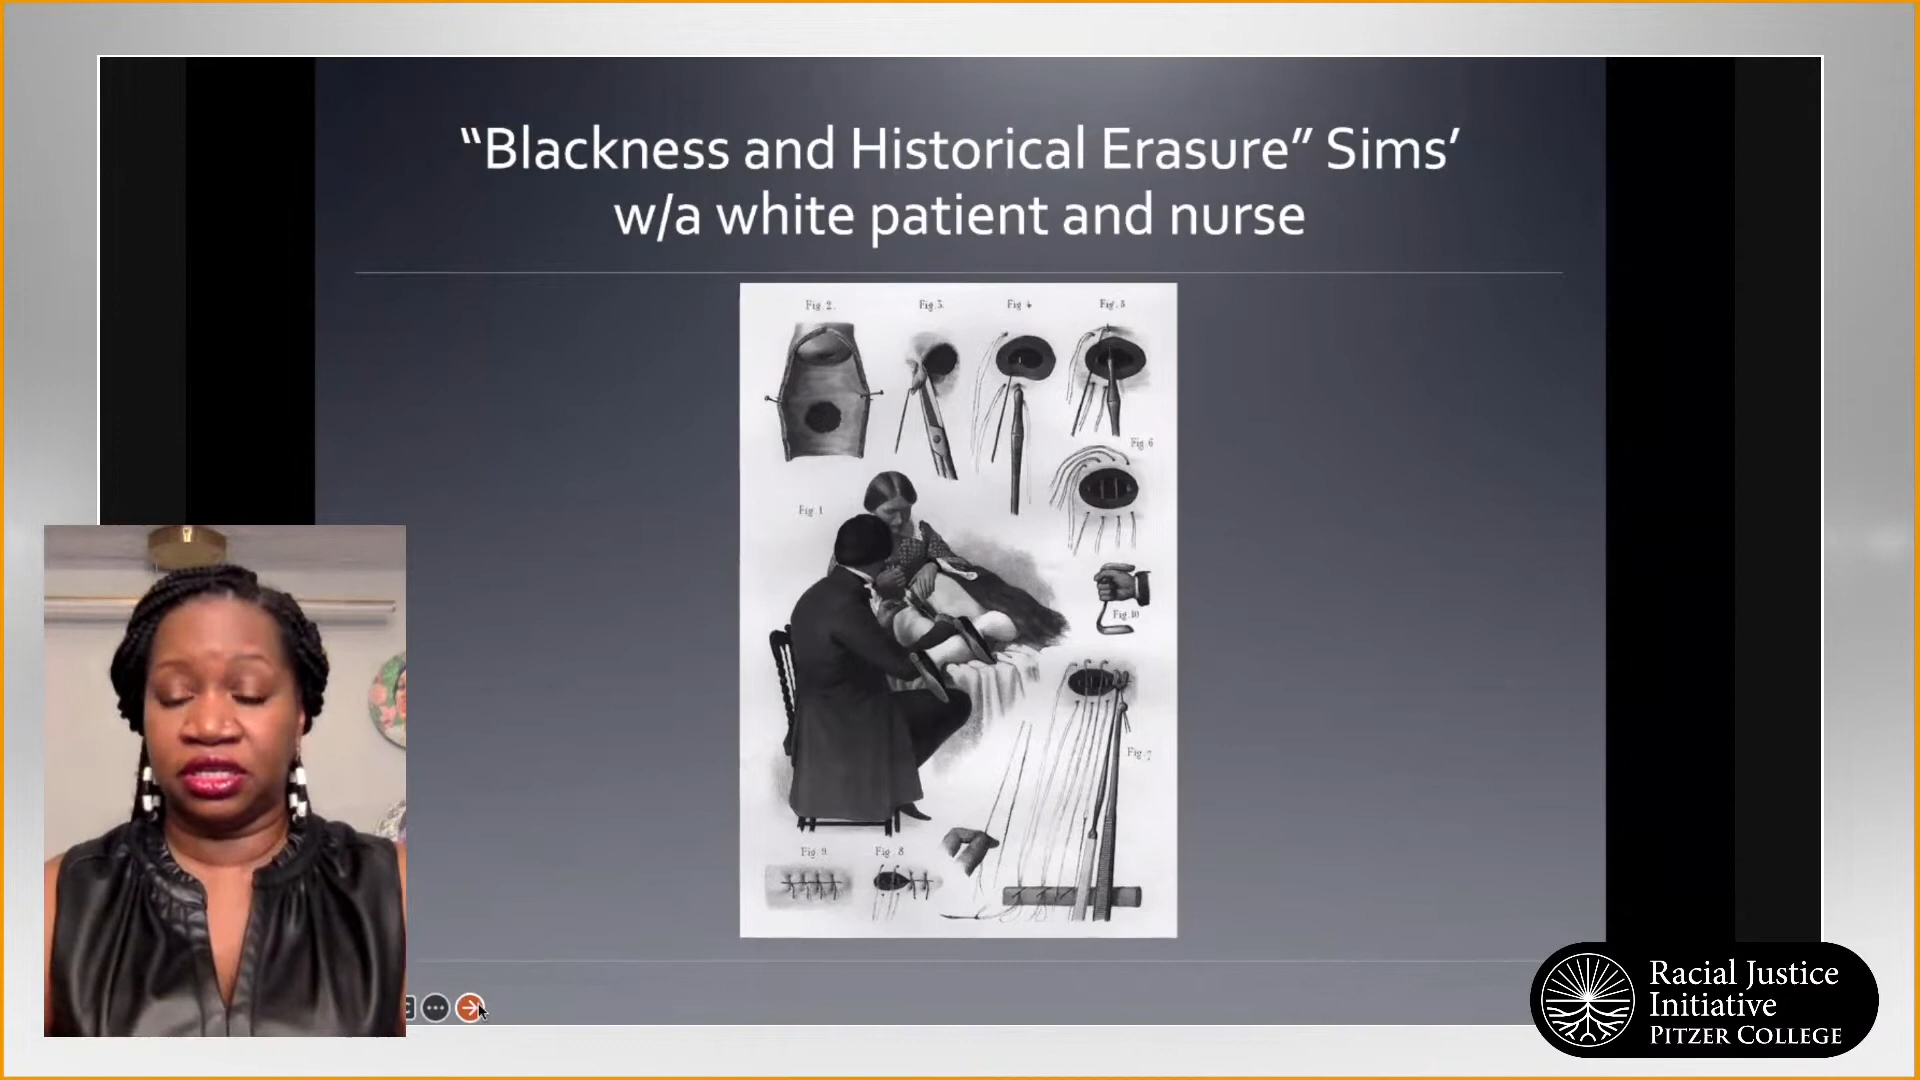 “Blackness and Historical Erasure” Sims’
w/a white patient and nurse
Fig. 2.
Fig. 3.
Fig 4
Fig. 5
Fig. 6
Fig. 1
Fig. 10
Fig. 7
Fig. 9
Fig. 8
Racial Justice
Initiative
PITZER COLLEGE